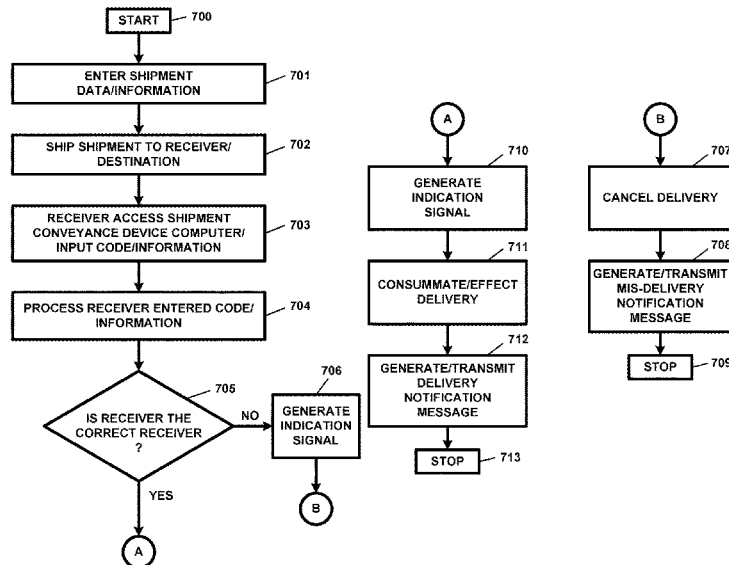 START
700
ENTER SHIPMENT
DATA/INFORMATION
701
SHIP SHIPMENT TO RECEIVER/
DESTINATION
702
RECEIVER ACCESS SHIPMENT
CONVEYANCE DEVICE COMPUTER/
INPUT CODE/INFORMATION
703
PROCESS RECEIVER ENTERED CODE/
INFORMATION
704
705
IS RECEIVER THE
CORRECT RECEIVER
?
NO
YES
A
706
GENERATE
INDICATION
SIGNAL
B
A
710
GENERATE
INDICATION
SIGNAL
711
CONSUMMATE/EFFECT
DELIVERY
712
GENERATE/TRANSMIT
DELIVERY
NOTIFICATION
MESSAGE
STOP
713
B
707
CANCEL DELIVERY
708
GENERATE/TRANSMIT
MIS-DELIVERY
NOTIFICATION
MESSAGE
STOP
709